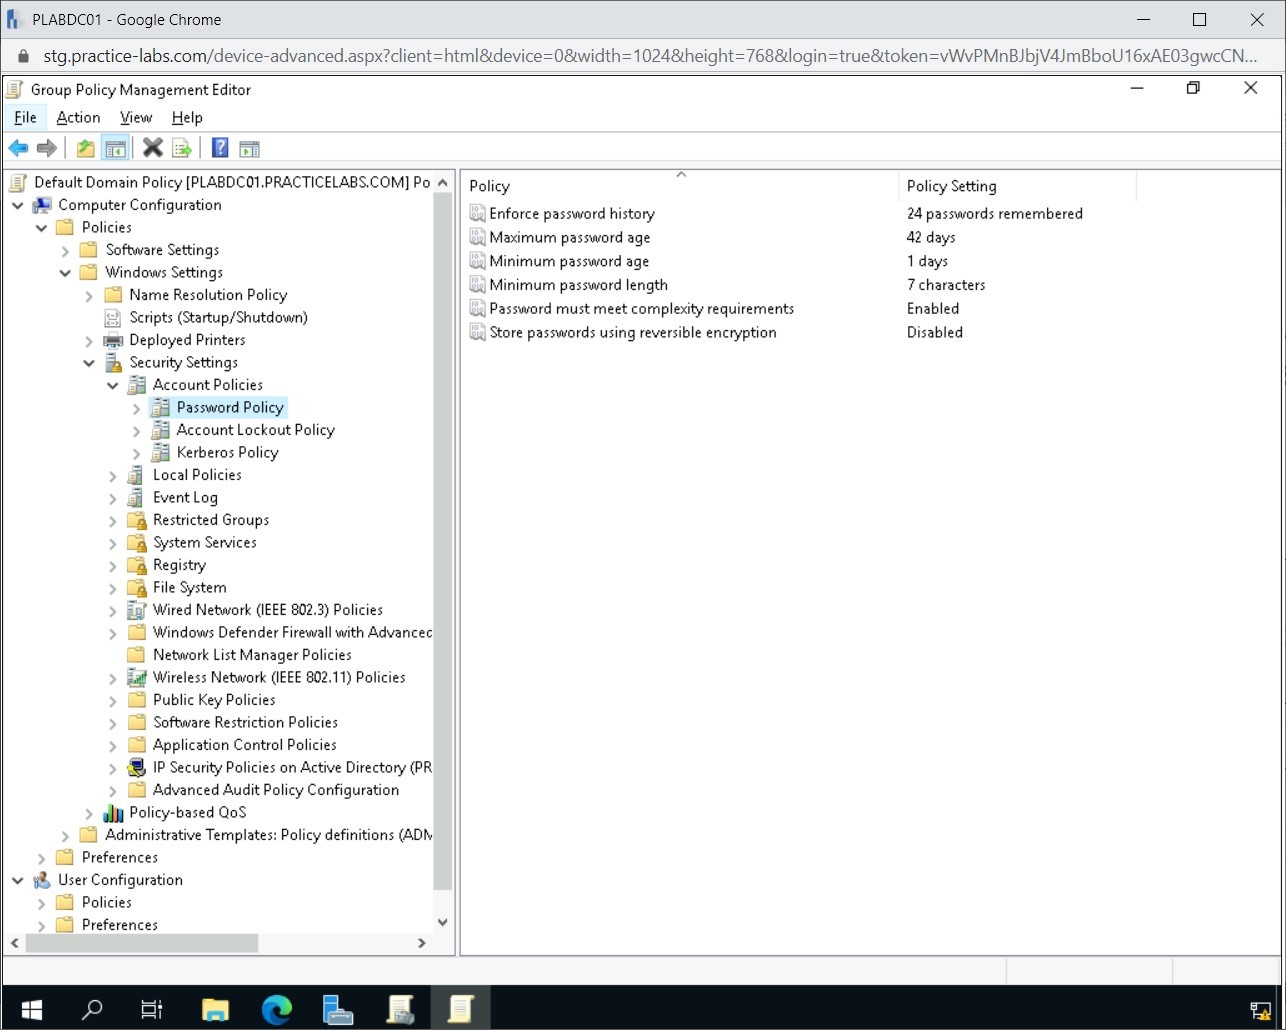 PLABDC01 - Google Chrome
stg.practice-labs.com/device-advanced.aspx?client=html&device=0&width=1024&height=768&login=true&token=vWvPMnBJbjV4JmBboU16xAE03gwcCN...
Group Policy Management Editor
File Action View Help
Default Domain Policy [PLABDC01.PRACTICELABS.COM] Po
Computer Configuration
Policies
Software Settings
Windows Settings
Name Resolution Policy
Scripts (Startup/Shutdown)
Deployed Printers
Security Settings
Account Policies
Password Policy
Account Lockout Policy
Kerberos Policy
Local Policies
Event Log
Restricted Groups
System Services
Registry
File System
Wired Network (IEEE 802.3) Policies
Windows Defender Firewall with Advanced
Network List Manager Policies
Wireless Network (IEEE 802.11) Policies
Public Key Policies
Software Restriction Policies
Application Control Policies
IP Security Policies on Active Directory (PR
Advanced Audit Policy Configuration
Policy-based QoS
Administrative Templates: Policy definitions (ADM
Preferences
User Configuration
Policies
Preferences
Policy Policy Setting
Enforce password history 24 passwords remembered
Maximum password age 42 days
Minimum password age 1 days
Minimum password length 7 characters
Password must meet complexity requirements Enabled
Store passwords using reversible encryption Disabled